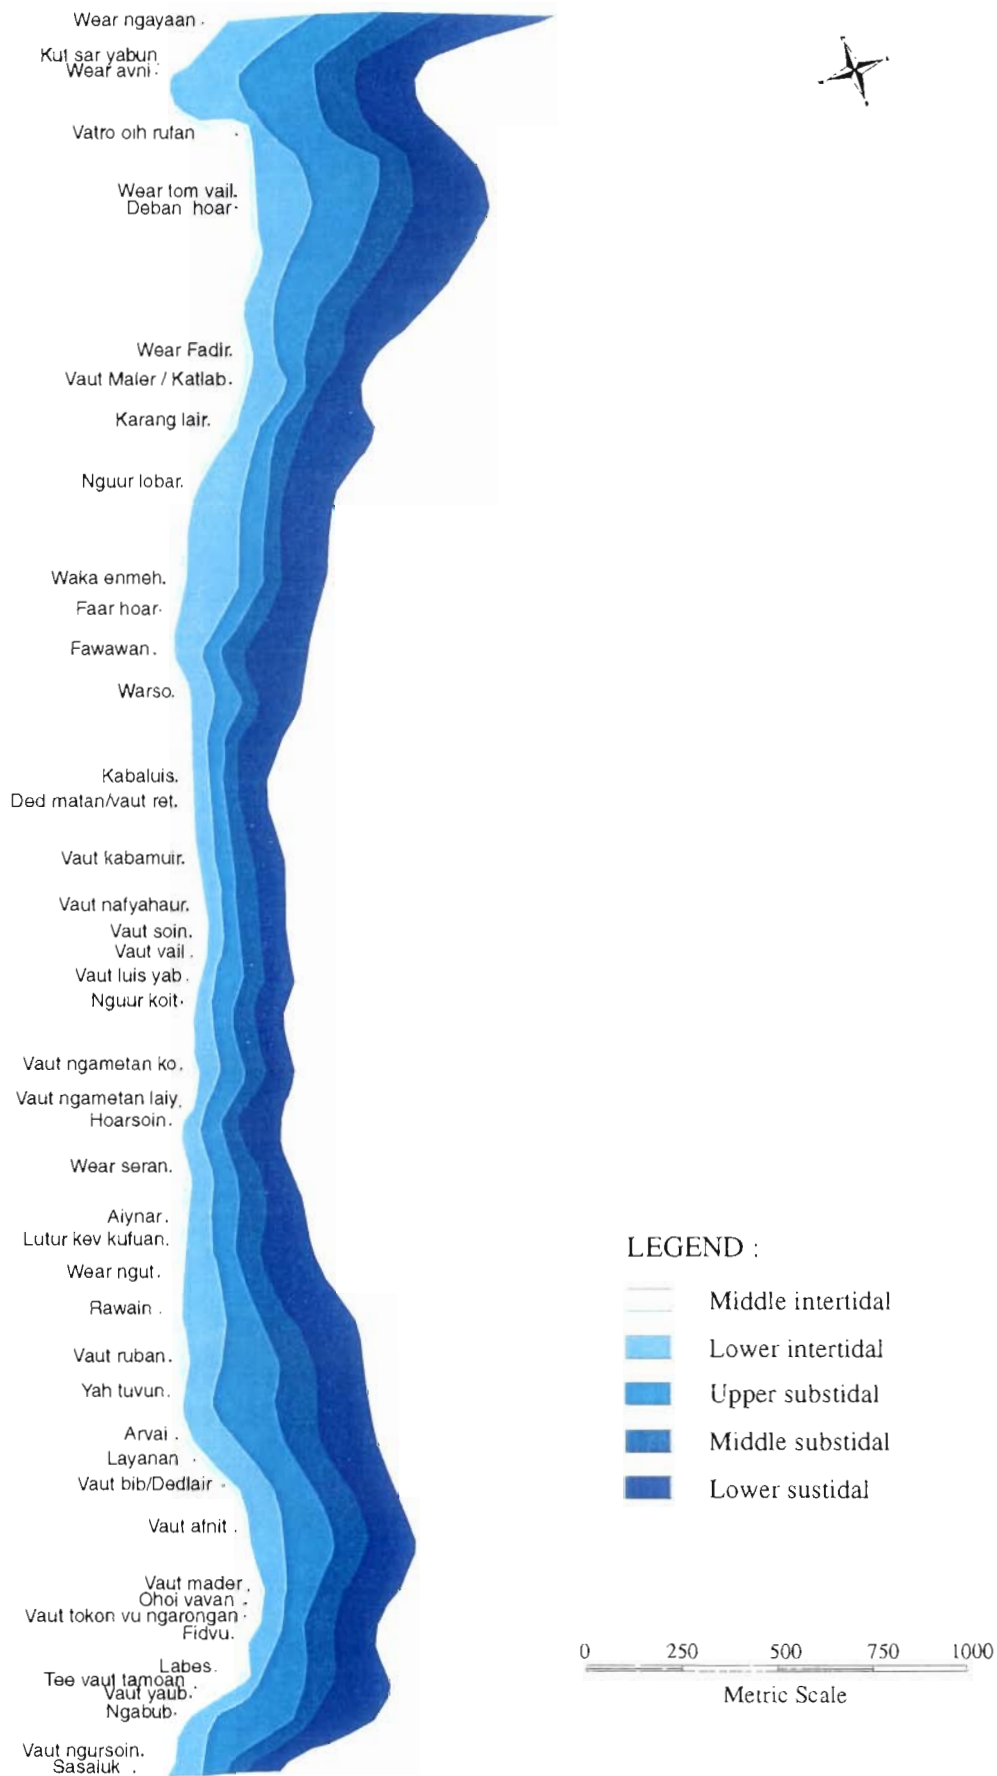 Wear ngayaan .
Kut sar yabun
Wear avni .
Vatro oih rufan .
Wear tom vail.
Deban hoar .
Wear Fadir.
Vaut Maler / Katlab.
Karang lair.
Nguur lobar.
Waka enmeh.
Faar hoar.
Fawawan .
Warso.
Kabaluis.
Ded matan/vaut ret.
Vaut kabamuir.
Vaut nafyahaur.
Vaut soin.
Vaut vail .
Vaut luis yab .
Nguur koit.
Vaut ngametan ko .
Vaut ngametan laiy.
Hoarsoin .
Wear seran.
Aiynar .
Lutur kev kufuan.
Wear ngut .
Rawain .
Vaut ruban .
Yah tuvun .
Arvai .
Layanan .
Vaut bib/Dedlair .
Vaut afnit .
Vaut mader .
Ohoi vavan .
Vaut tokon vu ngarongan .
Fidvu.
Labes.
Tee vaut tamoan .
Vaut yaub.
Ngabub.
Vaut ngursoin.
Sasaluk .
LEGEND :
Middle intertidal
Lower intertidal
Upper substidal
Middle substidal
Lower sustidal
0 250 500 750 1000
Metric Scale